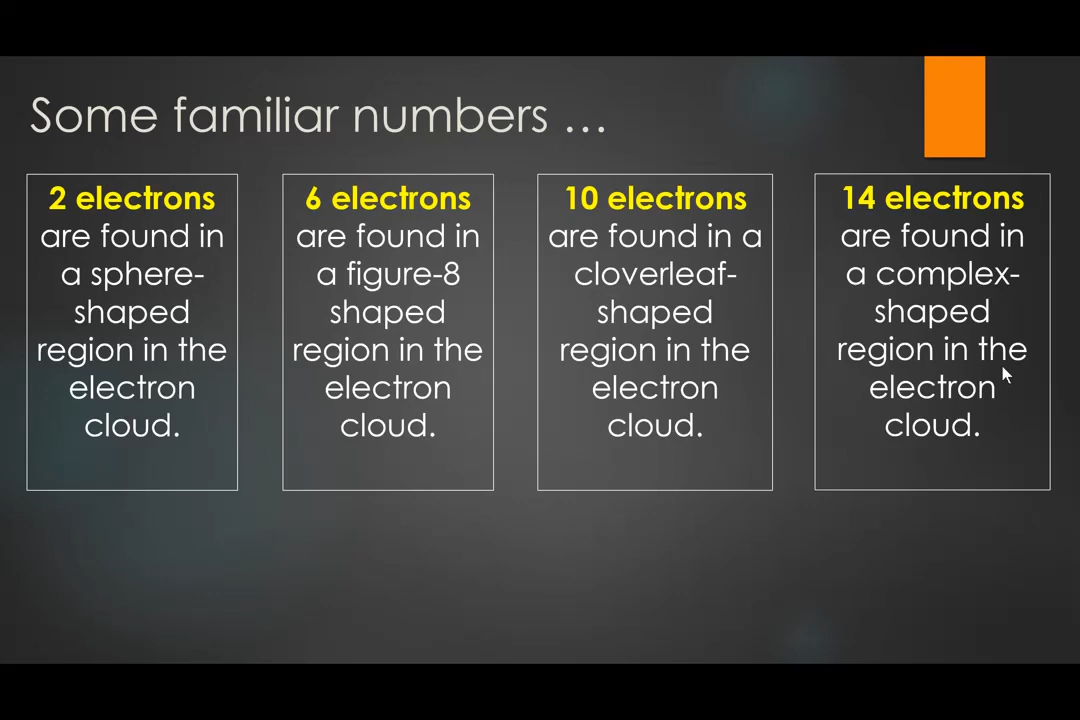 Some familiar numbers ...
2 electrons
are found in
a sphere-
shaped
region in the
electron
cloud.
6 electrons
are found in
a figure-8
shaped
region in the
electron
cloud.
10 electrons
are found in a
cloverleaf-
shaped
region in the
electron
cloud.
14 electrons
are found in
a complex-
shaped
region in the
electron
cloud.